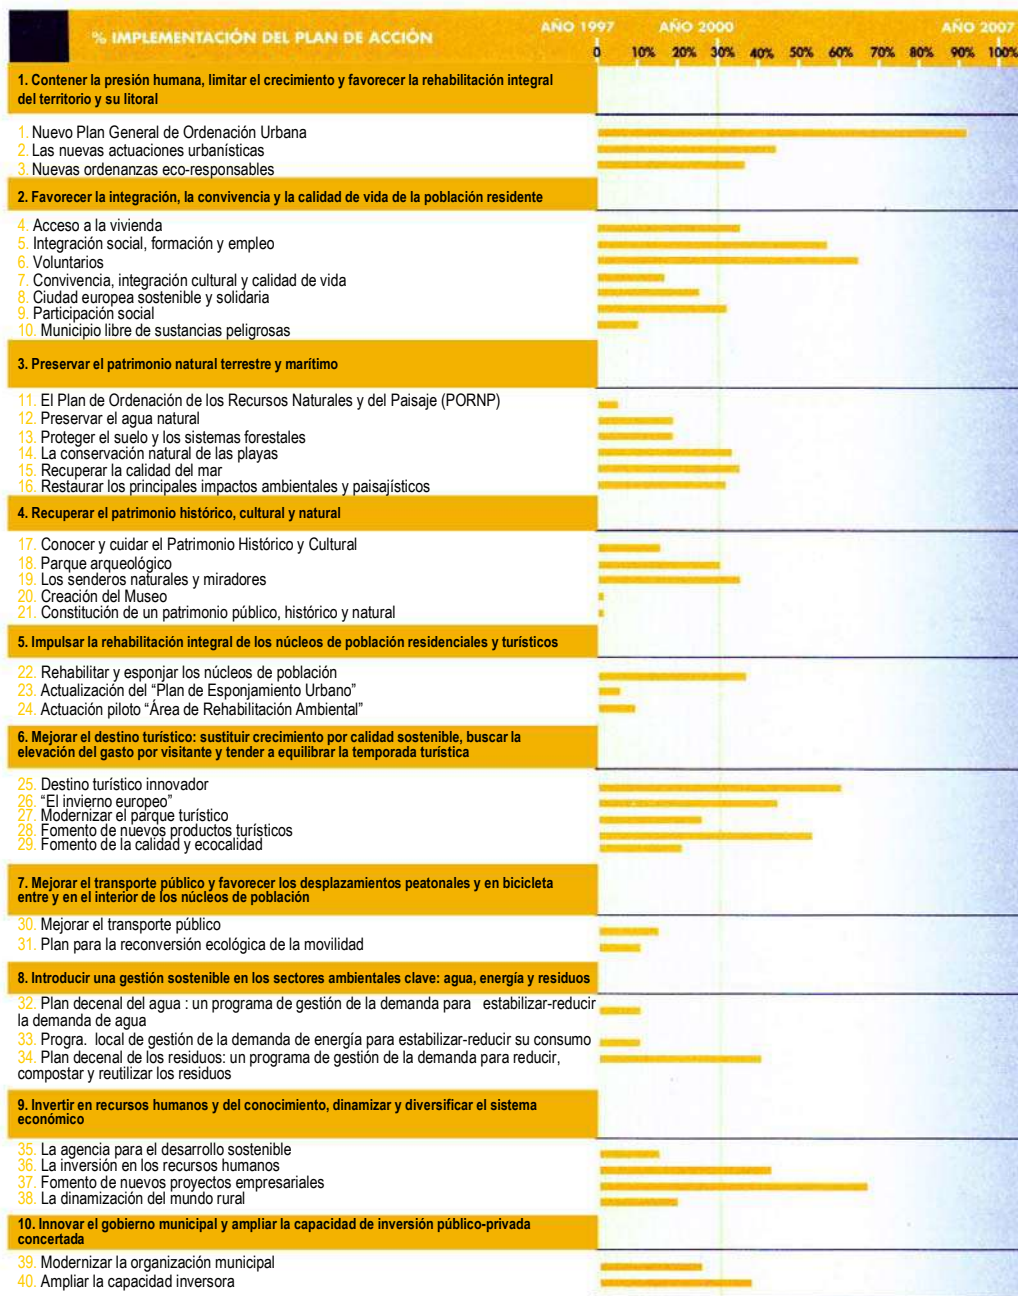 % IMPLEMENTACIÓN DEL PLAN DE ACCIÓN
AÑO 1997 AÑO 2000 AÑO 2007
0 10% 20% 30% 40% 50% 60% 70% 80% 90% 100%
1. Contener la presión humana, limitar el crecimiento y favorecer la rehabilitación integral
del territorio y su litoral
1. Nuevo Plan General de Ordenación Urbana
2. Las nuevas actuaciones urbanísticas
3. Nuevas ordenanzas eco-responsables
2. Favorecer la integración, la convivencia y la calidad de vida de la población residente
4. Acceso a la vivienda
5. Integración social, formación y empleo
6. Voluntarios
7. Convivencia, integración cultural y calidad de vida
8. Ciudad europea sostenible y solidaria
9. Participación social
10. Municipio libre de sustancias peligrosas
3. Preservar el patrimonio natural terrestre y marítimo
11. El Plan de Ordenación de los Recursos Naturales y del Paisaje (PORNP)
12. Preservar el agua natural
13. Proteger el suelo y los sistemas forestales
14. La conservación natural de las playas
15. Recuperar la calidad del mar
16. Restaurar los principales impactos ambientales y paisajísticos
4. Recuperar el patrimonio histórico, cultural y natural
17. Conocer y cuidar el Patrimonio Histórico y Cultural
18. Parque arqueológico
19. Los senderos naturales y miradores
20. Creación del Museo
21. Constitución de un patrimonio público, histórico y natural
5. Impulsar la rehabilitación integral de los núcleos de población residenciales y turísticos
22. Rehabilitar y esponjar los núcleos de población
23. Actualización del “Plan de Esponjamiento Urbano”
24. Actuación piloto “Área de Rehabilitación Ambiental”
6. Mejorar el destino turístico: sustituir crecimiento por calidad sostenible, buscar la
elevación del gasto por visitante y tender a equilibrar la temporada turística
25. Destino turístico innovador
26. “El invierno europeo”
27. Modernizar el parque turístico
28. Fomento de nuevos productos turísticos
29. Fomento de la calidad y ecocalidad
7. Mejorar el transporte público y favorecer los desplazamientos peatonales y en bicicleta
entre y en el interior de los núcleos de población
30. Mejorar el transporte público
31. Plan para la reconversión ecológica de la movilidad
8. Introducir una gestión sostenible en los sectores ambientales clave: agua, energía y residuos
32. Plan decenal del agua : un programa de gestión de la demanda para estabilizar-reducir
la demanda de agua
33. Progra. local de gestión de la demanda de energía para estabilizar-reducir su consumo
34. Plan decenal de los residuos: un programa de gestión de la demanda para reducir,
compostar y reutilizar los residuos
9. Invertir en recursos humanos y del conocimiento, dinamizar y diversificar el sistema
económico
35. La agencia para el desarrollo sostenible
36. La inversión en los recursos humanos
37. Fomento de nuevos proyectos empresariales
38. La dinamización del mundo rural
10. Innovar el gobierno municipal y ampliar la capacidad de inversión público-privada
concertada
39. Modernizar la organización municipal
40. Ampliar la capacidad inversora